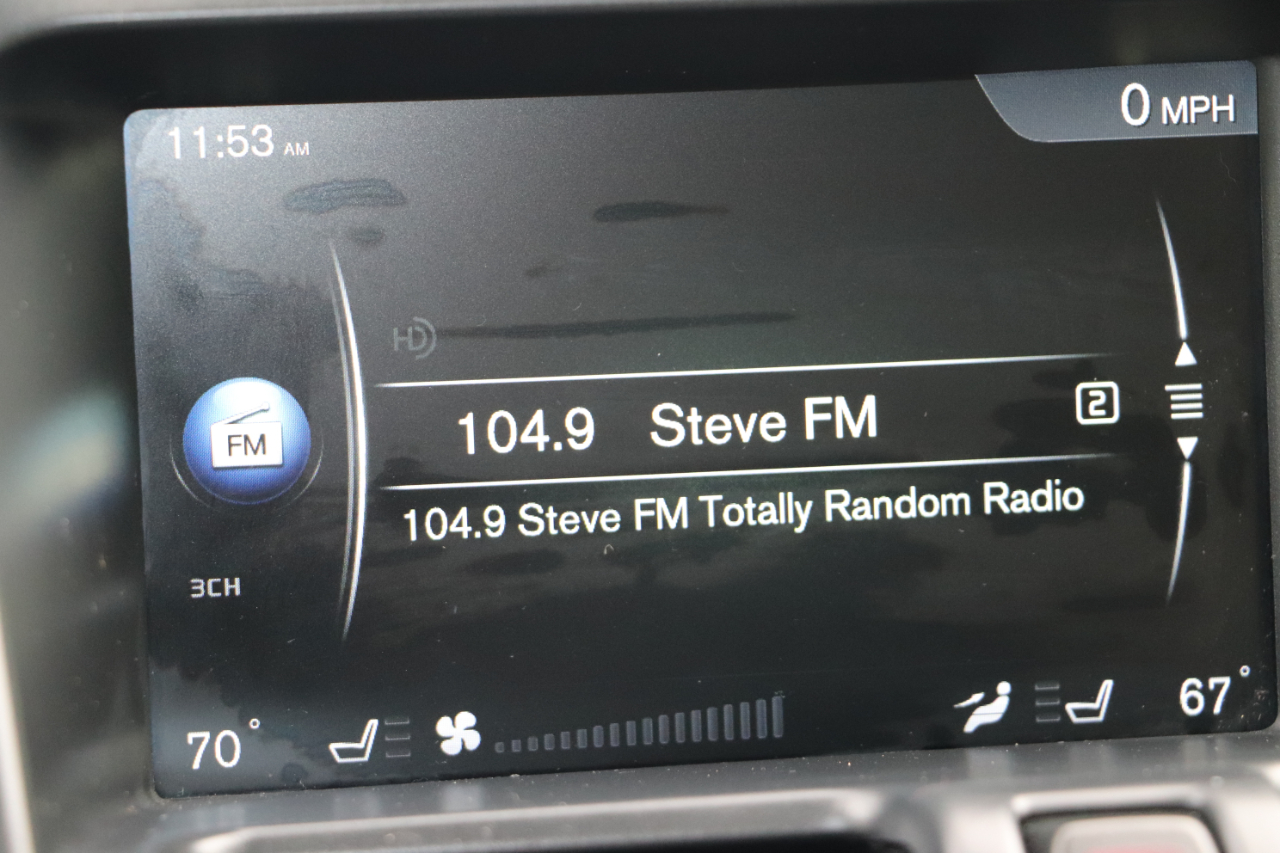 11:53 AM
0 MPH
HD
104.9 Steve FM 2
FM
104.9 Steve FM Totally Random Radio
3CH
70°
67°